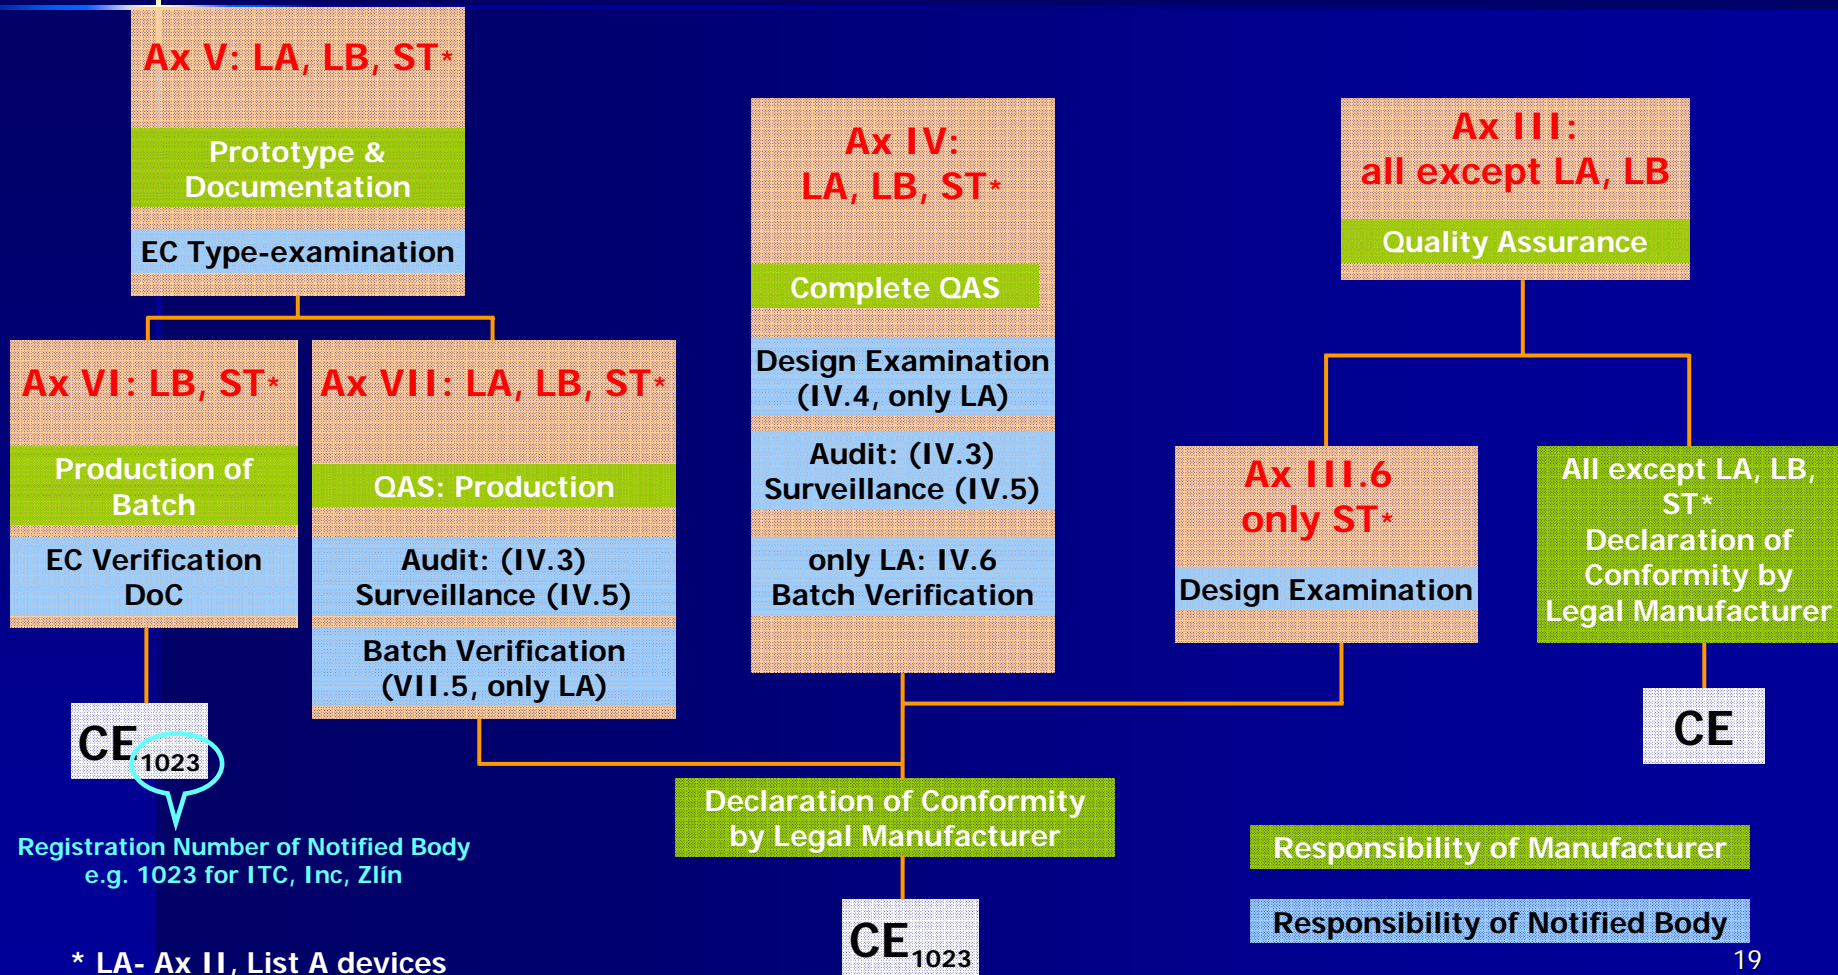 Ax V: LA, LB, ST*
Prototype &
Documentation
EC Type-examination
Ax VI: LB, ST*
Production of
Batch
EC Verification
DoC
CE 1023
Registration Number of Notified Body
e.g. 1023 for ITC, Inc, Zlín
Ax VII: LA, LB, ST*
QAS: Production
Audit: (IV.3)
Surveillance (IV.5)
Batch Verification
(VII.5, only LA)
Ax IV:
LA, LB, ST*
Complete QAS
Design Examination
(IV.4, only LA)
Audit: (IV.3)
Surveillance (IV.5)
only LA: IV.6
Batch Verification
Ax III:
all except LA, LB
Quality Assurance
Ax III.6
only ST*
Design Examination
All except LA, LB,
ST*
Declaration of
Conformity by
Legal Manufacturer
CE
Declaration of Conformity
by Legal Manufacturer
CE 1023
Responsibility of Manufacturer
Responsibility of Notified Body
* LA- Ax II, List A devices
19